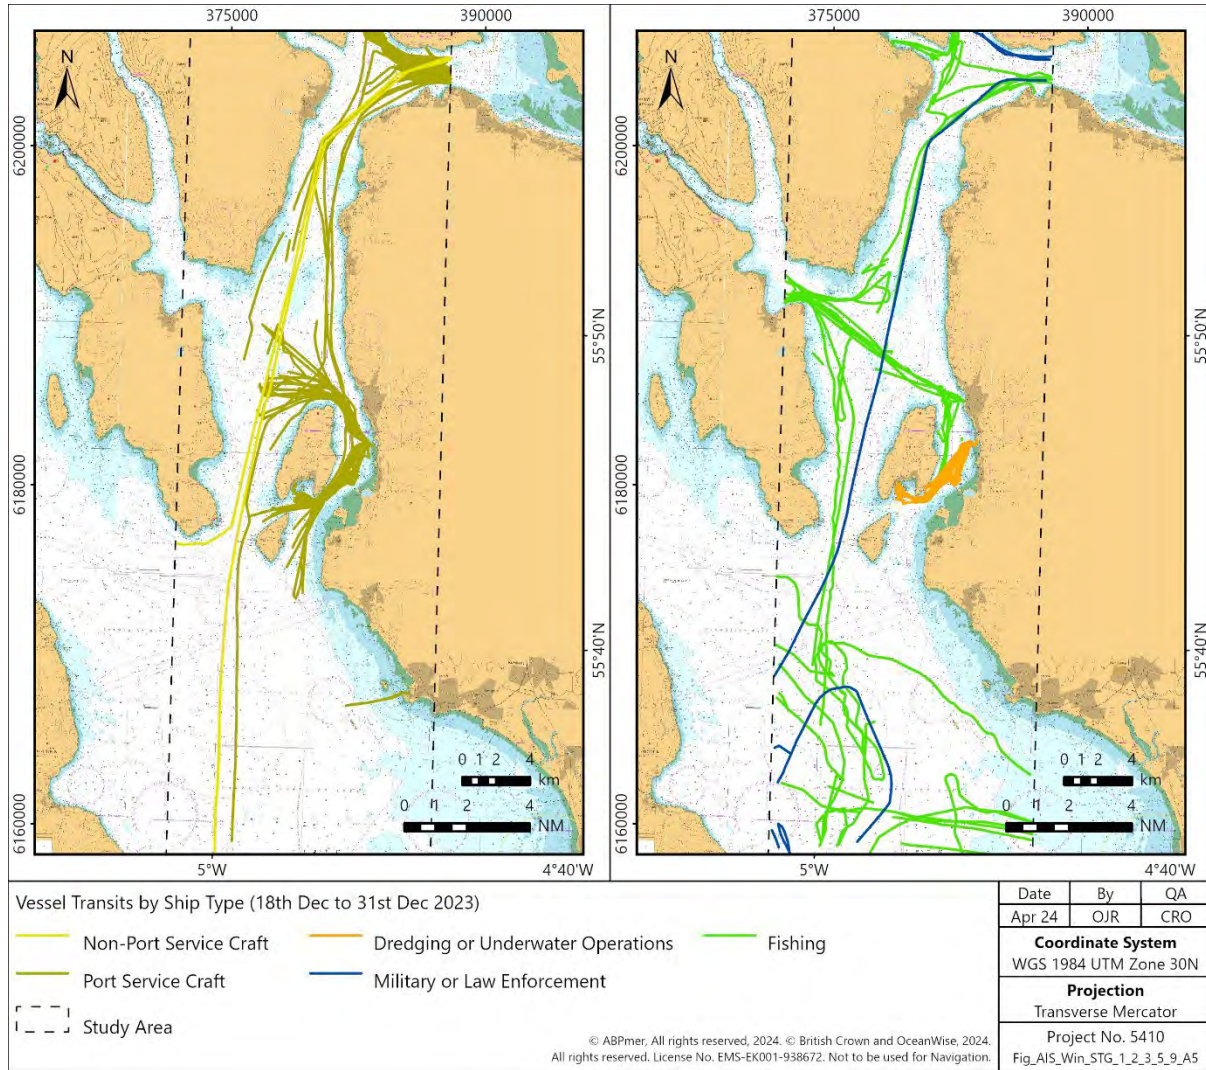 375000
390000
375000
390000
N
N
6200000
6200000
55°50'N
55°50'N
6180000
6180000
55°40'N
55°40'N
0 1 2 4
km
0 1 2 4
NM
0 1 2 4
km
0 1 2 4
NM
6160000
6160000
5°W
4°40'W
5°W
4°40'W
Vessel Transits by Ship Type (18th Dec to 31st Dec 2023)
Non-Port Service Craft
Dredging or Underwater Operations
Fishing
Port Service Craft
Military or Law Enforcement
Study Area
© ABPmer, All rights reserved, 2024. © British Crown and OceanWise, 2024.
All rights reserved. License No. EMS-EK001-938672. Not to be used for Navigation.
Date By QA
Apr 24 OJR CRO
Coordinate System
WGS 1984 UTM Zone 30N
Projection
Transverse Mercator
Project No. 5410
Fig_AIS_Win_STG_1_2_3_5_9_A5